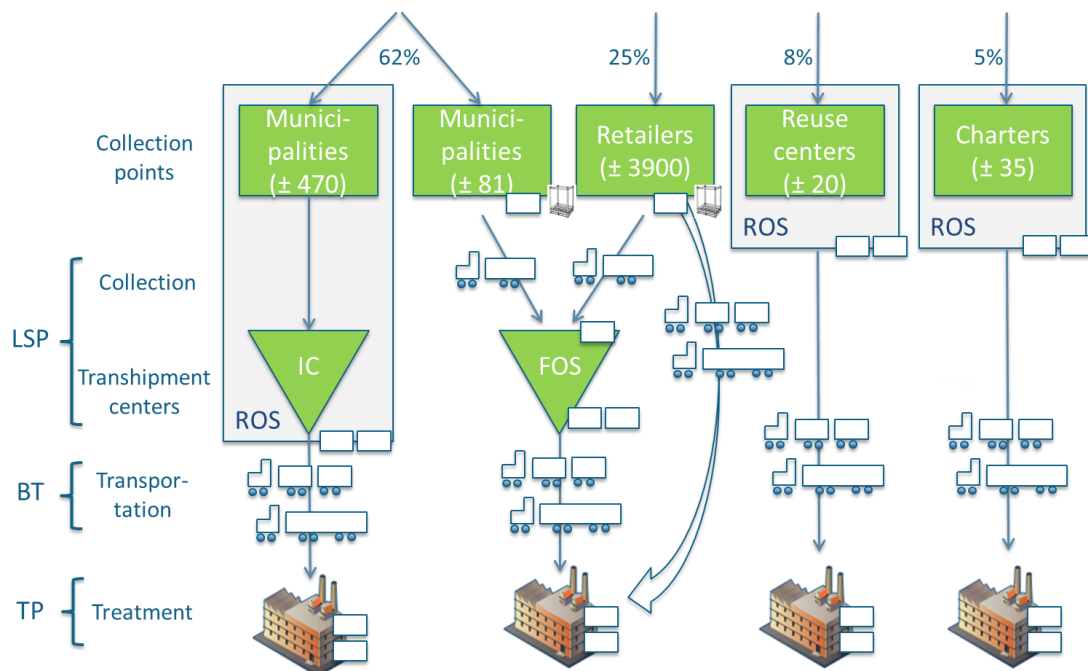 62%
25%
8%
5%
Collection
points
Munici-
palities
(± 470)
Munici-
palities
(± 81)
Retailers
(± 3900)
Reuse
centers
(± 20)
Charters
(± 35)
ROS
ROS
LSP
Collection
Transhipment
centers
IC
FOS
ROS
BT
Transpor-
tation
TP
Treatment